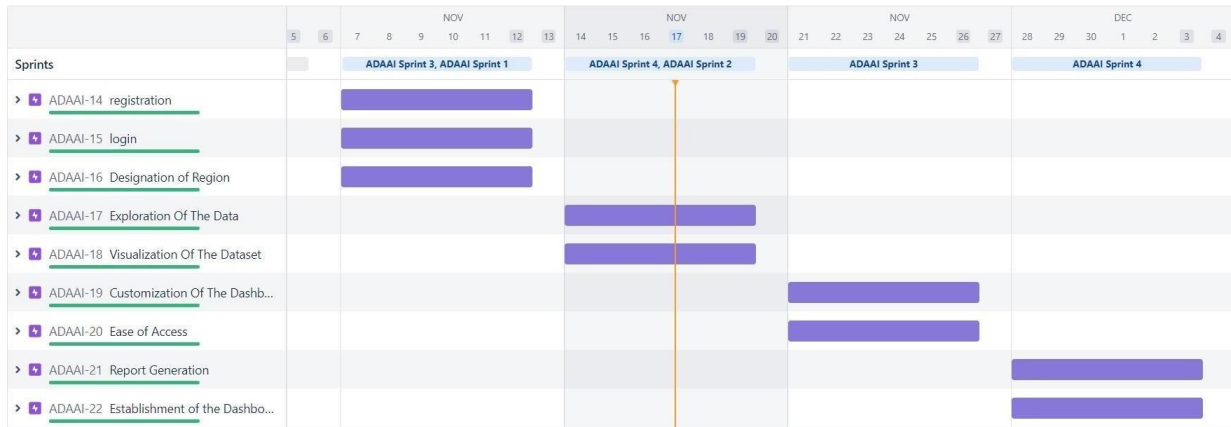 NOV NOV NOV DEC
5 6 7 8 9 10 11 12 13 14 15 16 17 18 19 20 21 22 23 24 25 26 27 28 29 30 1 2 3 4
Sprints ADAAI Sprint 3, ADAAI Sprint 1 ADAAI Sprint 4, ADAAI Sprint 2 ADAAI Sprint 3 ADAAI Sprint 4
ADAAI-14 registration
ADAAI-15 login
ADAAI-16 Designation of Region
ADAAI-17 Exploration Of The Data
ADAAI-18 Visualization Of The Dataset
ADAAI-19 Customization Of The Dashb...
ADAAI-20 Ease of Access
ADAAI-21 Report Generation
ADAAI-22 Establishment of the Dashbo...